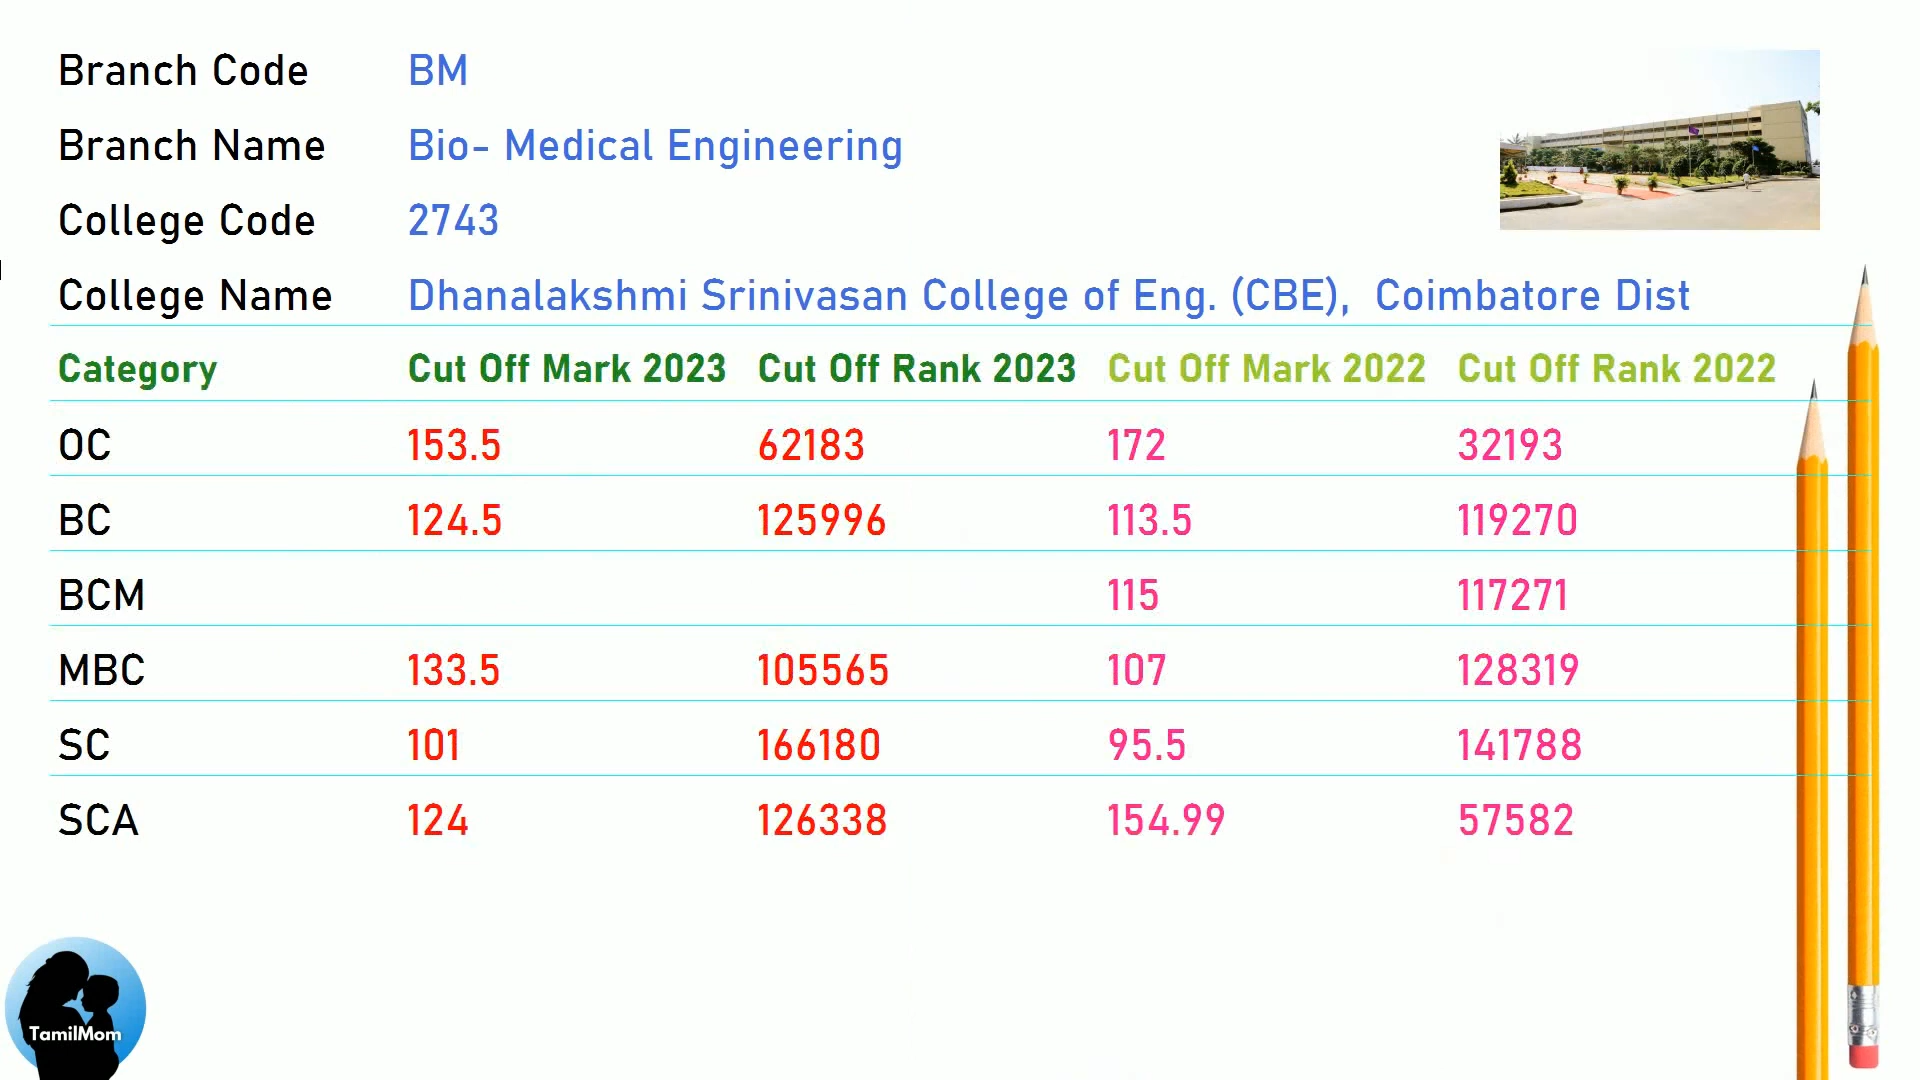 Branch Code BM
Branch Name Bio- Medical Engineering
College Code 2743
College Name Dhanalakshmi Srinivasan College of Eng. (CBE), Coimbatore Dist
Category Cut Off Mark 2023 Cut Off Rank 2023 Cut Off Mark 2022 Cut Off Rank 2022
OC 153.5 62183 172 32193
BC 124.5 125996 113.5 119270
BCM 115 117271
MBC 133.5 105565 107 128319
SC 101 166180 95.5 141788
SCA 124 126338 154.99 57582
TamilMom